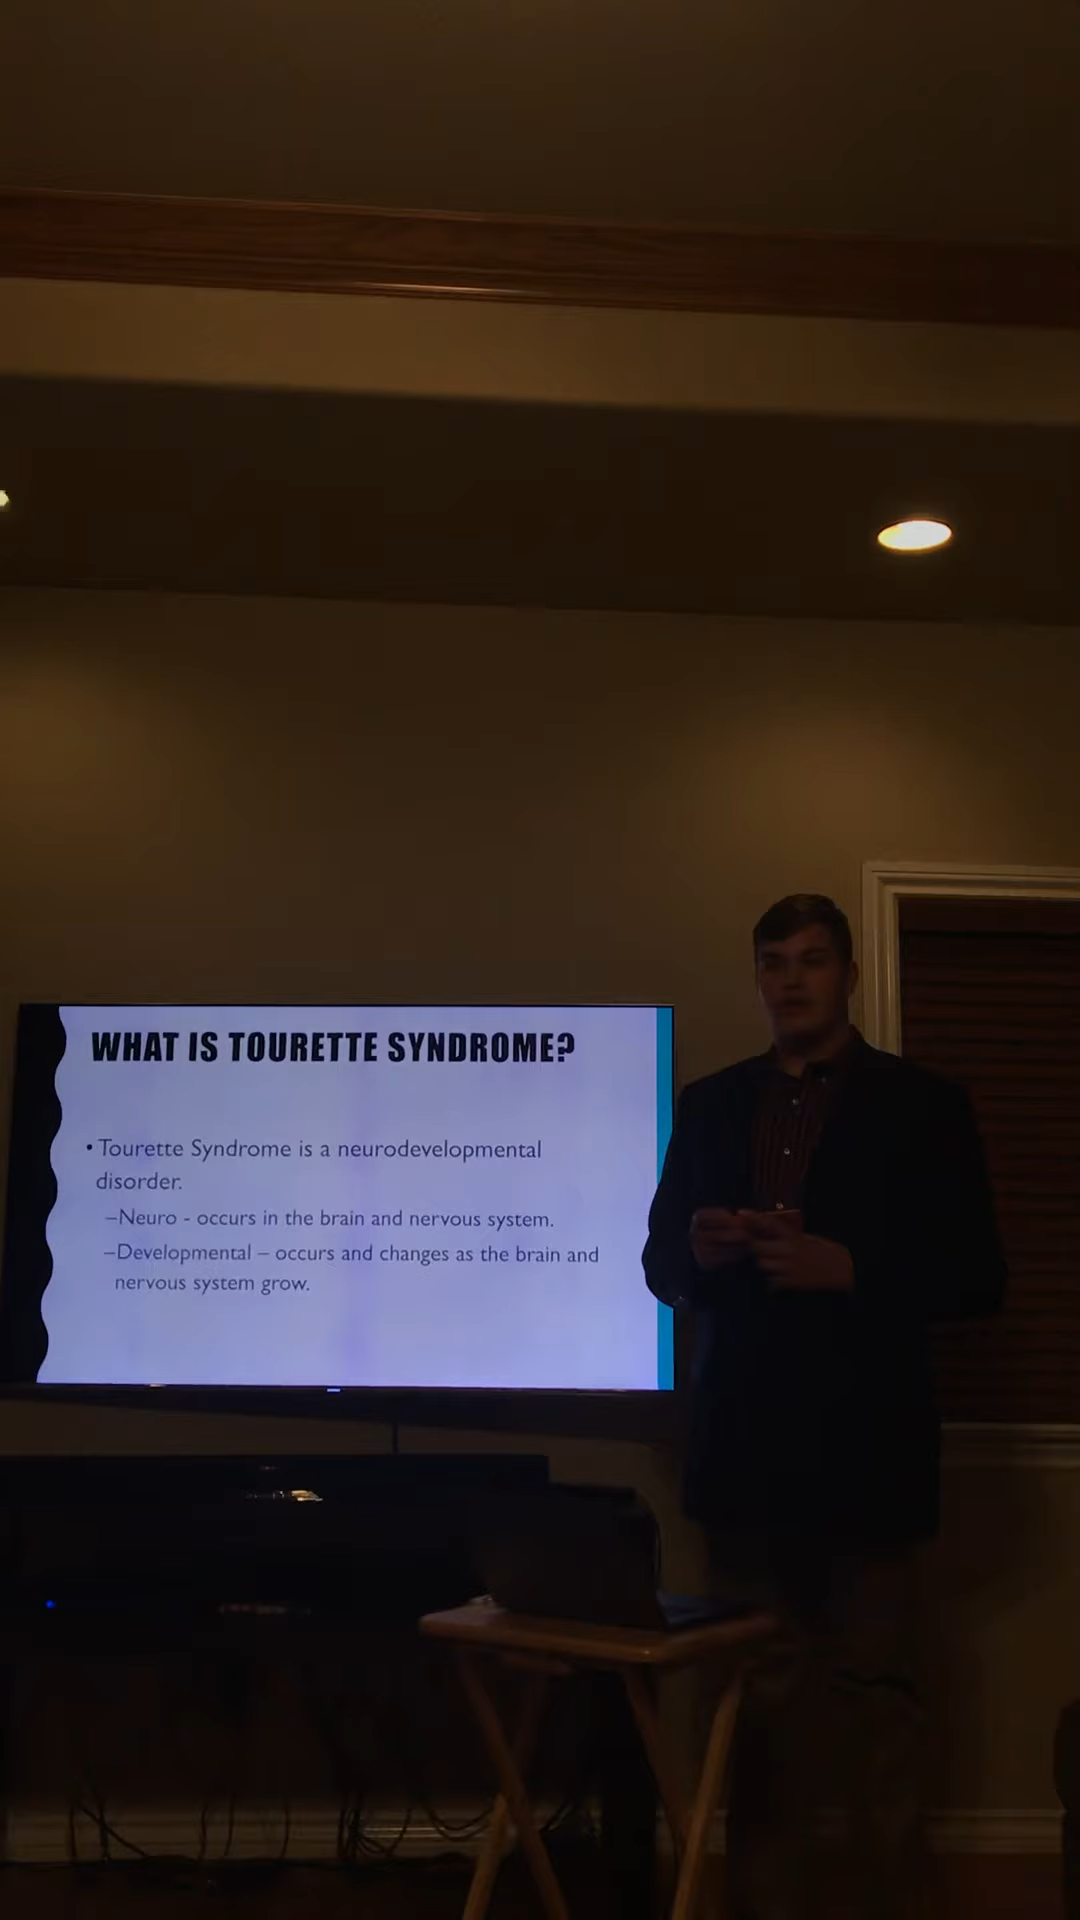 WHAT IS TOURETTE SYNDROME?
• Tourette Syndrome is a neurodevelopmental
disorder.
–Neuro - occurs in the brain and nervous system.
–Developmental – occurs and changes as the brain and
nervous system grow.